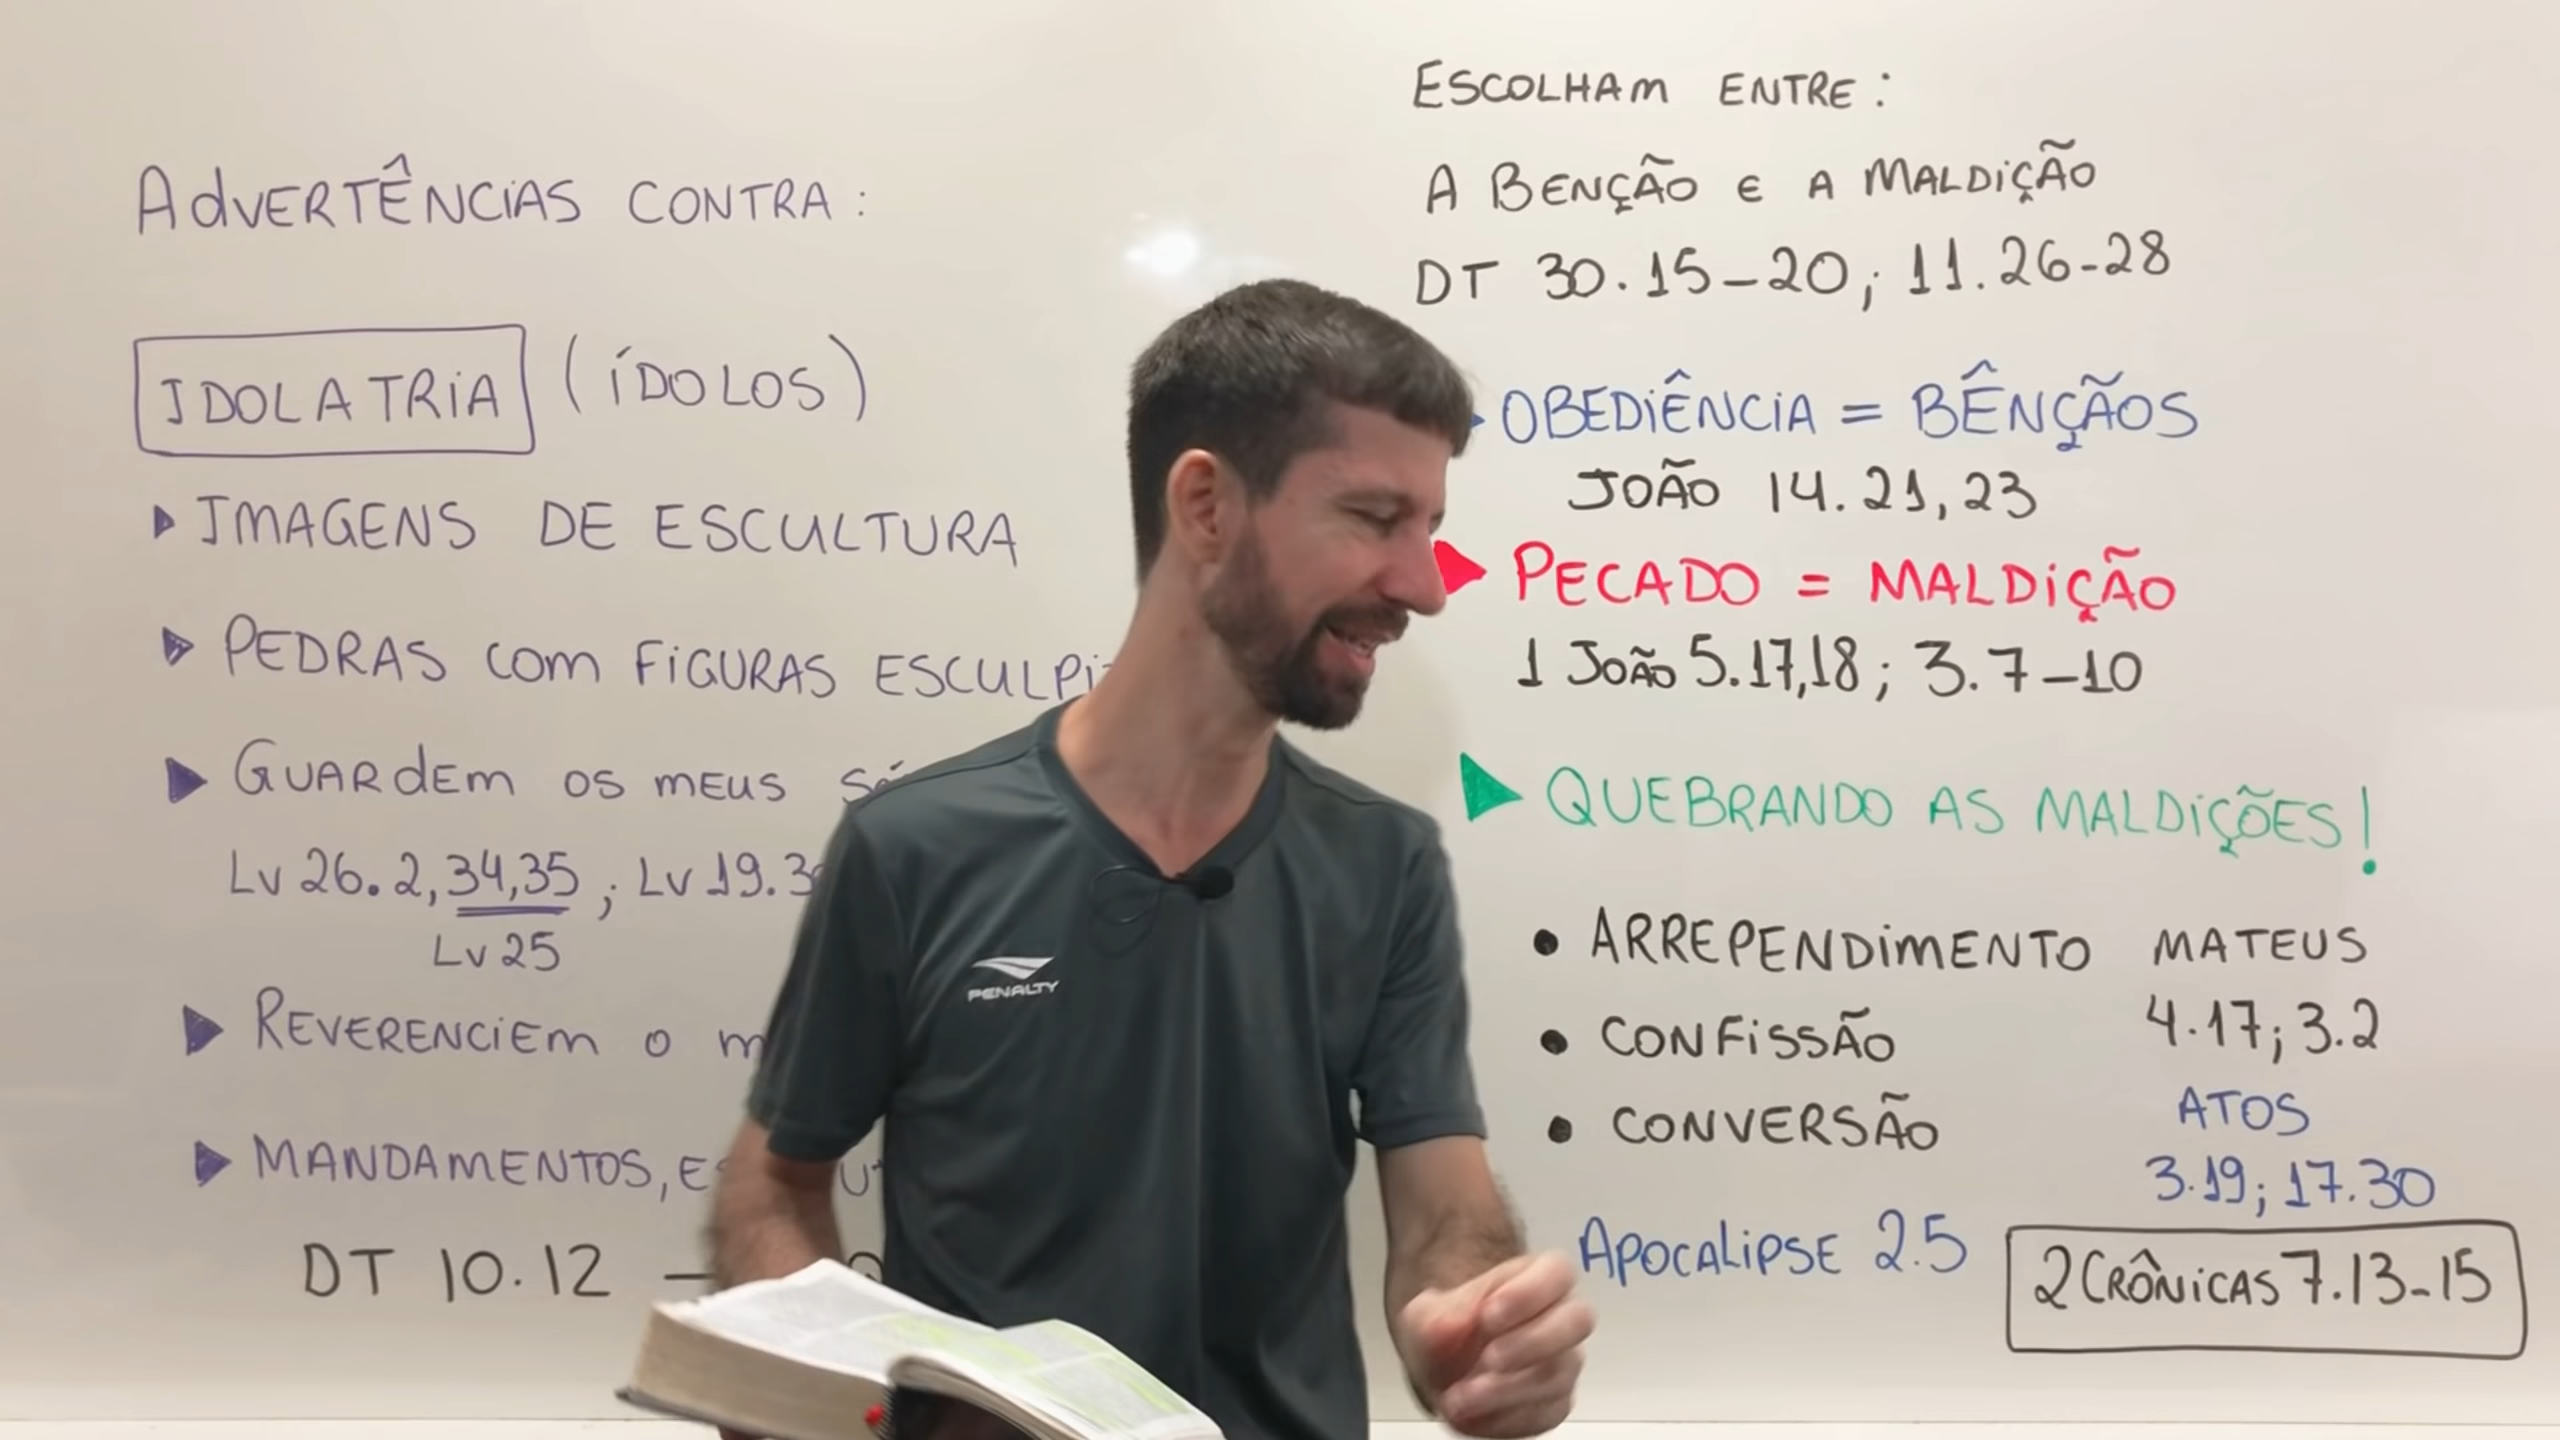 ADVERTÊNCIAS CONTRA:
IDOLATRIA (ÍDOLOS)
IMAGENS DE ESCULTURA
PEDRAS COM FIGURAS
GUARDEM OS MEUS
Lv 26.2,34,35; Lv 19.
Lv 25
REVERENCIEM O
MANDAMENTOS,
DT 10.12 –
ESCOLHAM ENTRE:
A BENÇÃO E A MALDIÇÃO
DT 30.15–20; 11.26-28
OBEDIÊNCIA = BÊNÇÃOS
JOÃO 14.21,23
PECADO = MALDIÇÃO
1 JOÃO 5.17,18; 3.7–10
QUEBRANDO AS MALDIÇÕES!
• ARREPENDIMENTO
• CONFISSÃO
• CONVERSÃO
APOCALIPSE 2.5
MATEUS
4.17; 3.2
ATOS
3.19; 17.30
2 CRÔNICAS 7.13-15
PENALTY